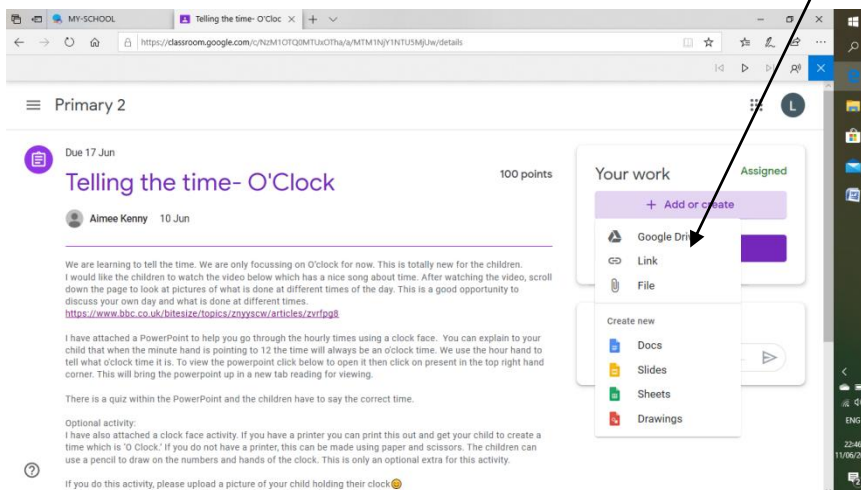 MY-SCHOOL
Telling the time- O'Cloc
https://classroom.google.com/c/NzM1OTQ0MTUxOTha/a/MTM1NjY1NTU5MjUw/details
Primary 2
L
Due 17 Jun
Telling the time- O'Clock
100 points
Aimee Kenny 10 Jun
We are learning to tell the time. We are only focussing on O'clock for now. This is totally new for the children.
I would like the children to watch the video below which has a nice song about time. After watching the video, scroll
down the page to look at pictures of what is done at different times of the day. This is a good opportunity to
discuss your own day and what is done at different times.
https://www.bbc.co.uk/bitesize/topics/znyyscw/articles/zvrfpg8
I have attached a PowerPoint to help you go through the hourly times using a clock face. You can explain to your
child that when the minute hand is pointing to 12 the time will always be an o'clock time. We use the hour hand to
tell what o'clock time it is. To view the powerpoint click below to open it then click on present in the top right hand
corner. This will bring the powerpoint up in a new tab reading for viewing.
There is a quiz within the PowerPoint and the children have to say the correct time.
Optional activity:
I have also attached a clock face activity. If you have a printer you can print this out and get your child to create a
time which is 'O Clock.' If you do not have a printer, this can be made using paper and scissors. The children can
use a pencil to draw on the numbers and hands of the clock. This is only an optional extra for this activity.
If you do this activity, please upload a picture of your child holding their clock
Your work
Assigned
+ Add or create
Google Drive
Link
File
Create new
Docs
Slides
Sheets
Drawings
ENG
22:46